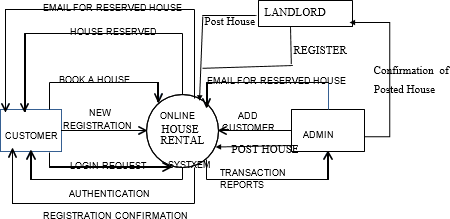 EMAIL FOR RESERVED HOUSE
LANDLORD
Post House
HOUSE RESERVED
REGISTER
Confirmation of
Posted House
BOOK A HOUSE
EMAIL FOR RESERVED HOUSE
NEW
REGISTRATION
ONLINE
HOUSE
RENTAL
SYSTXEM
ADD
CUSTOMER
CUSTOMER
ADMIN
POST HOUSE
LOGIN REQUEST
TRANSACTION
REPORTS
AUTHENTICATION
REGISTRATION CONFIRMATION